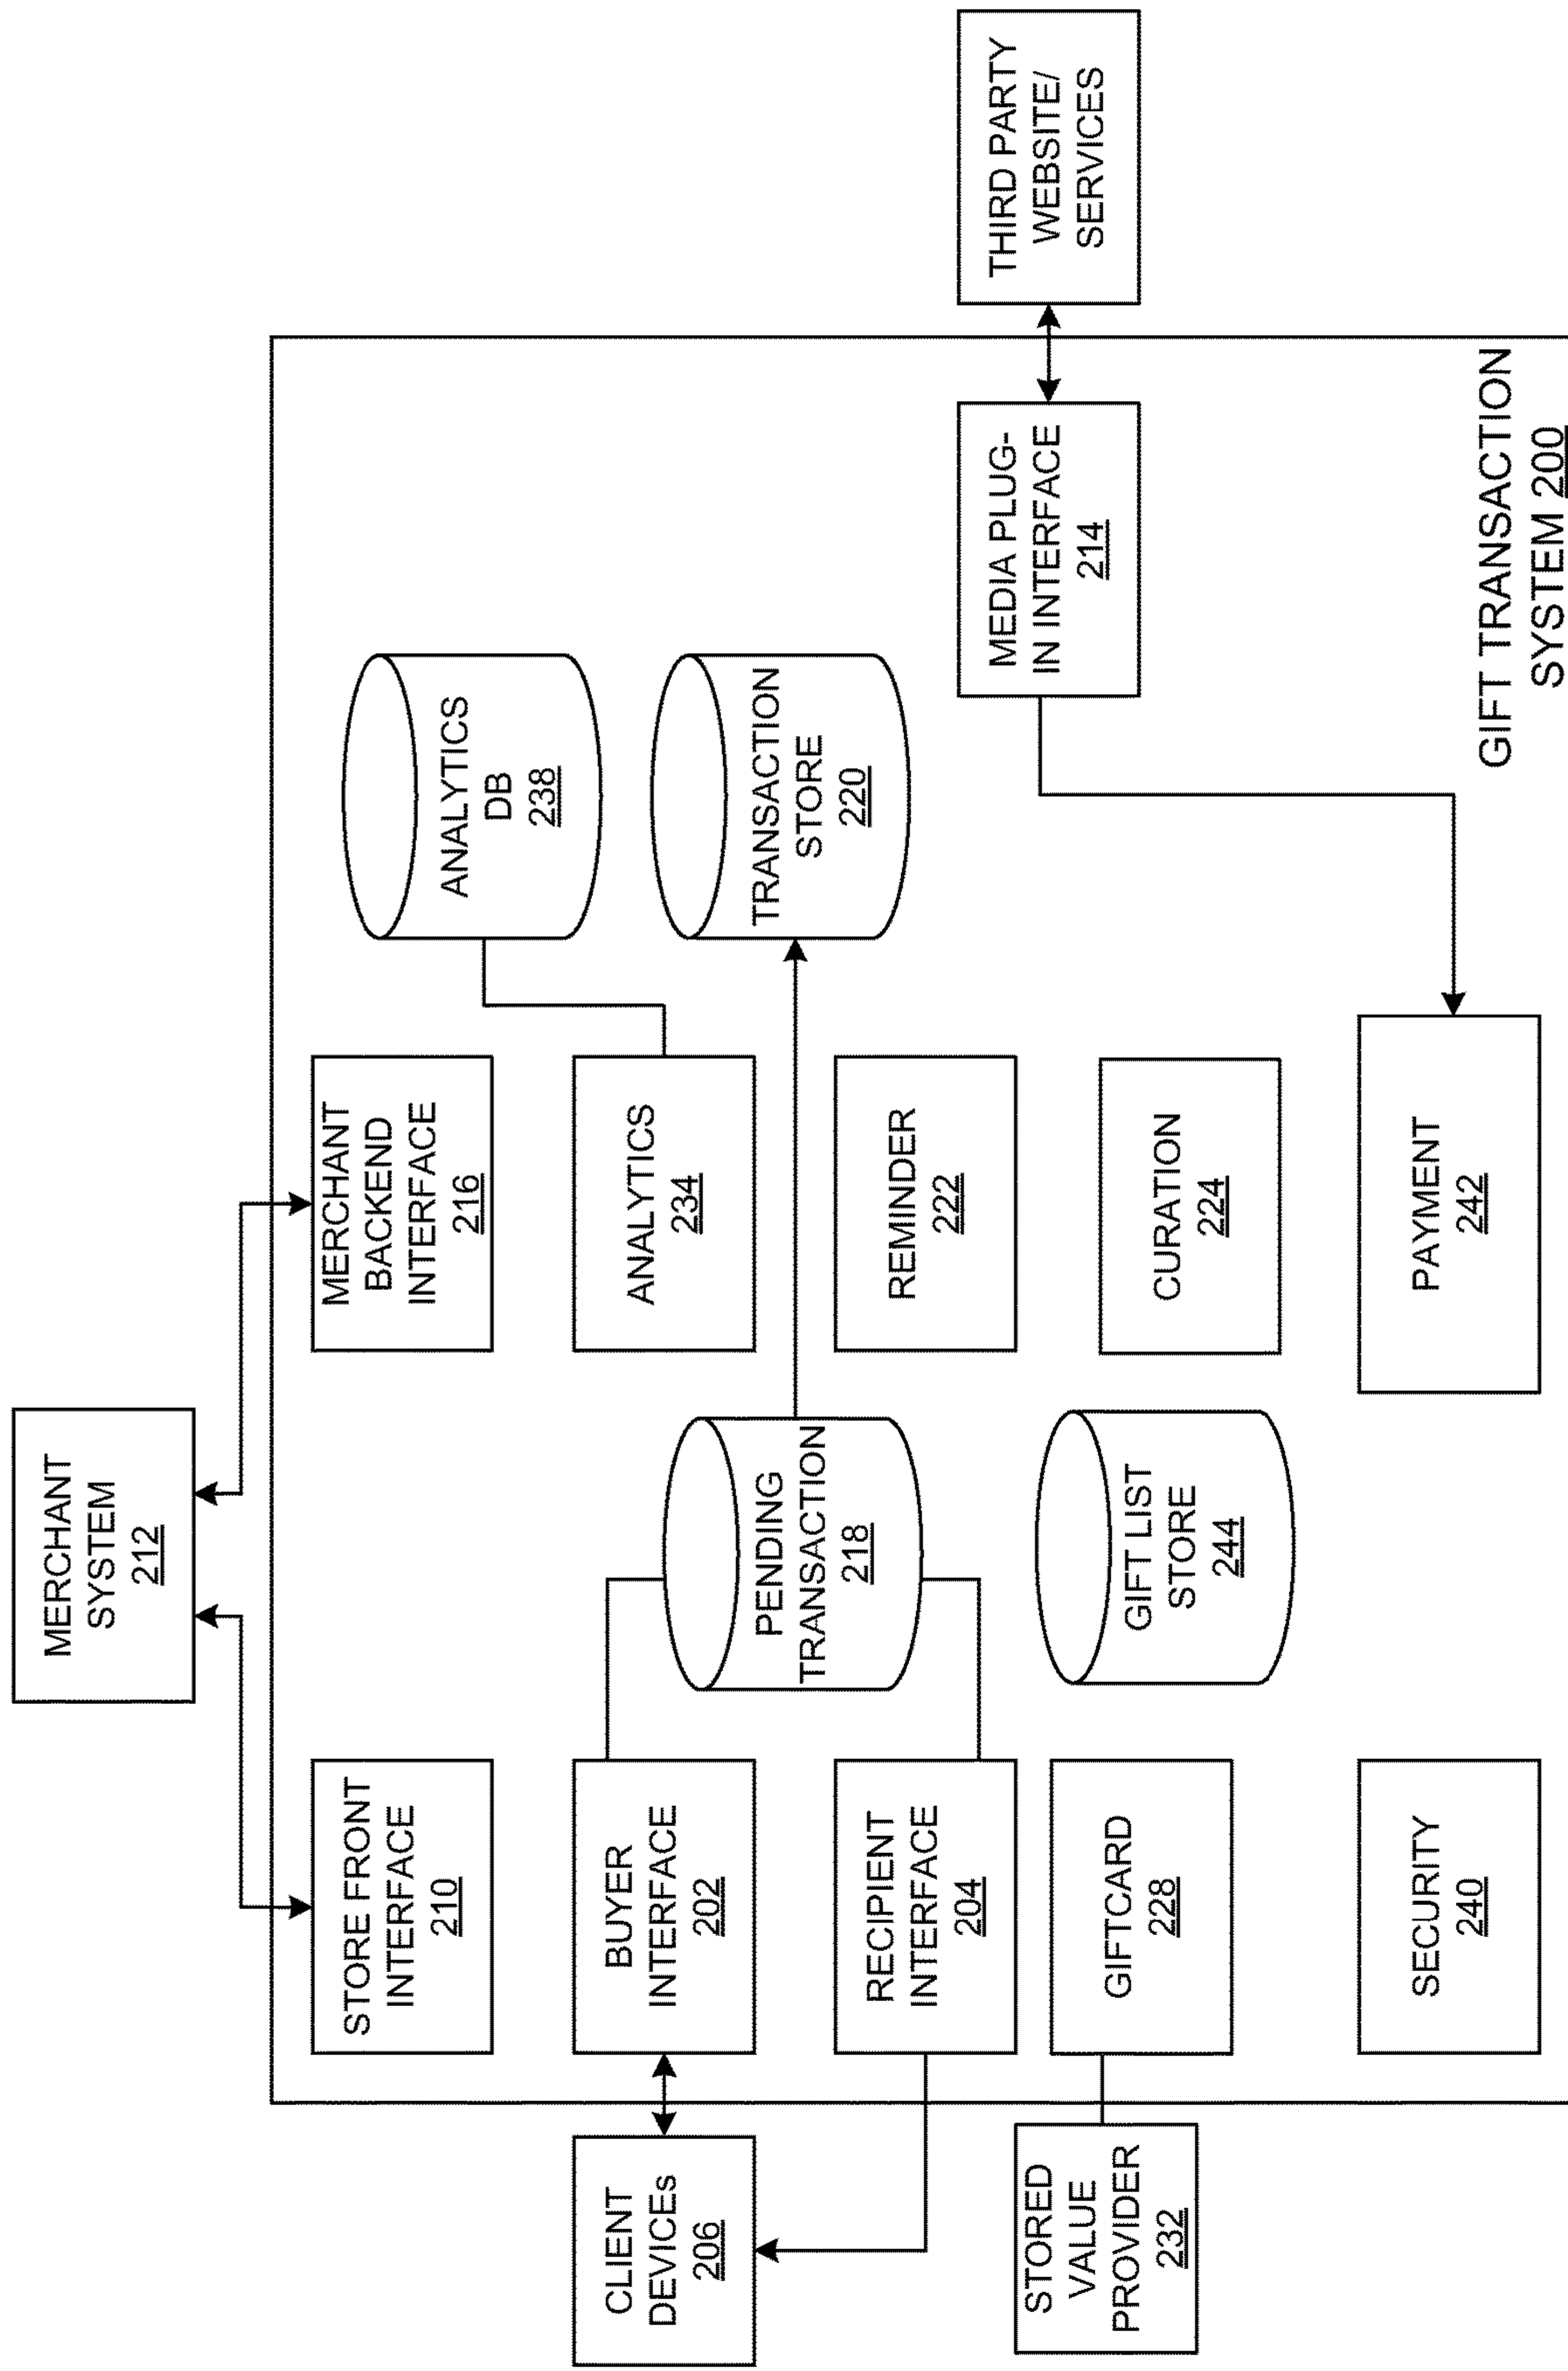 MERCHANT
SYSTEM
212
STORE FRONT
INTERFACE
210
MERCHANT
BACKEND
INTERFACE
216
CLIENT
DEVICEs
206
BUYER
INTERFACE
202
ANALYTICS
234
ANALYTICS
DB
238
PENDING
TRANSACTION
218
TRANSACTION
STORE
220
RECIPIENT
INTERFACE
204
REMINDER
222
STORED
VALUE
PROVIDER
232
GIFTCARD
228
GIFT LIST
STORE
244
CURATION
224
MEDIA PLUG-
IN INTERFACE
214
THIRD PARTY
WEBSITE/
SERVICES
SECURITY
240
PAYMENT
242
GIFT TRANSACTION
SYSTEM 200